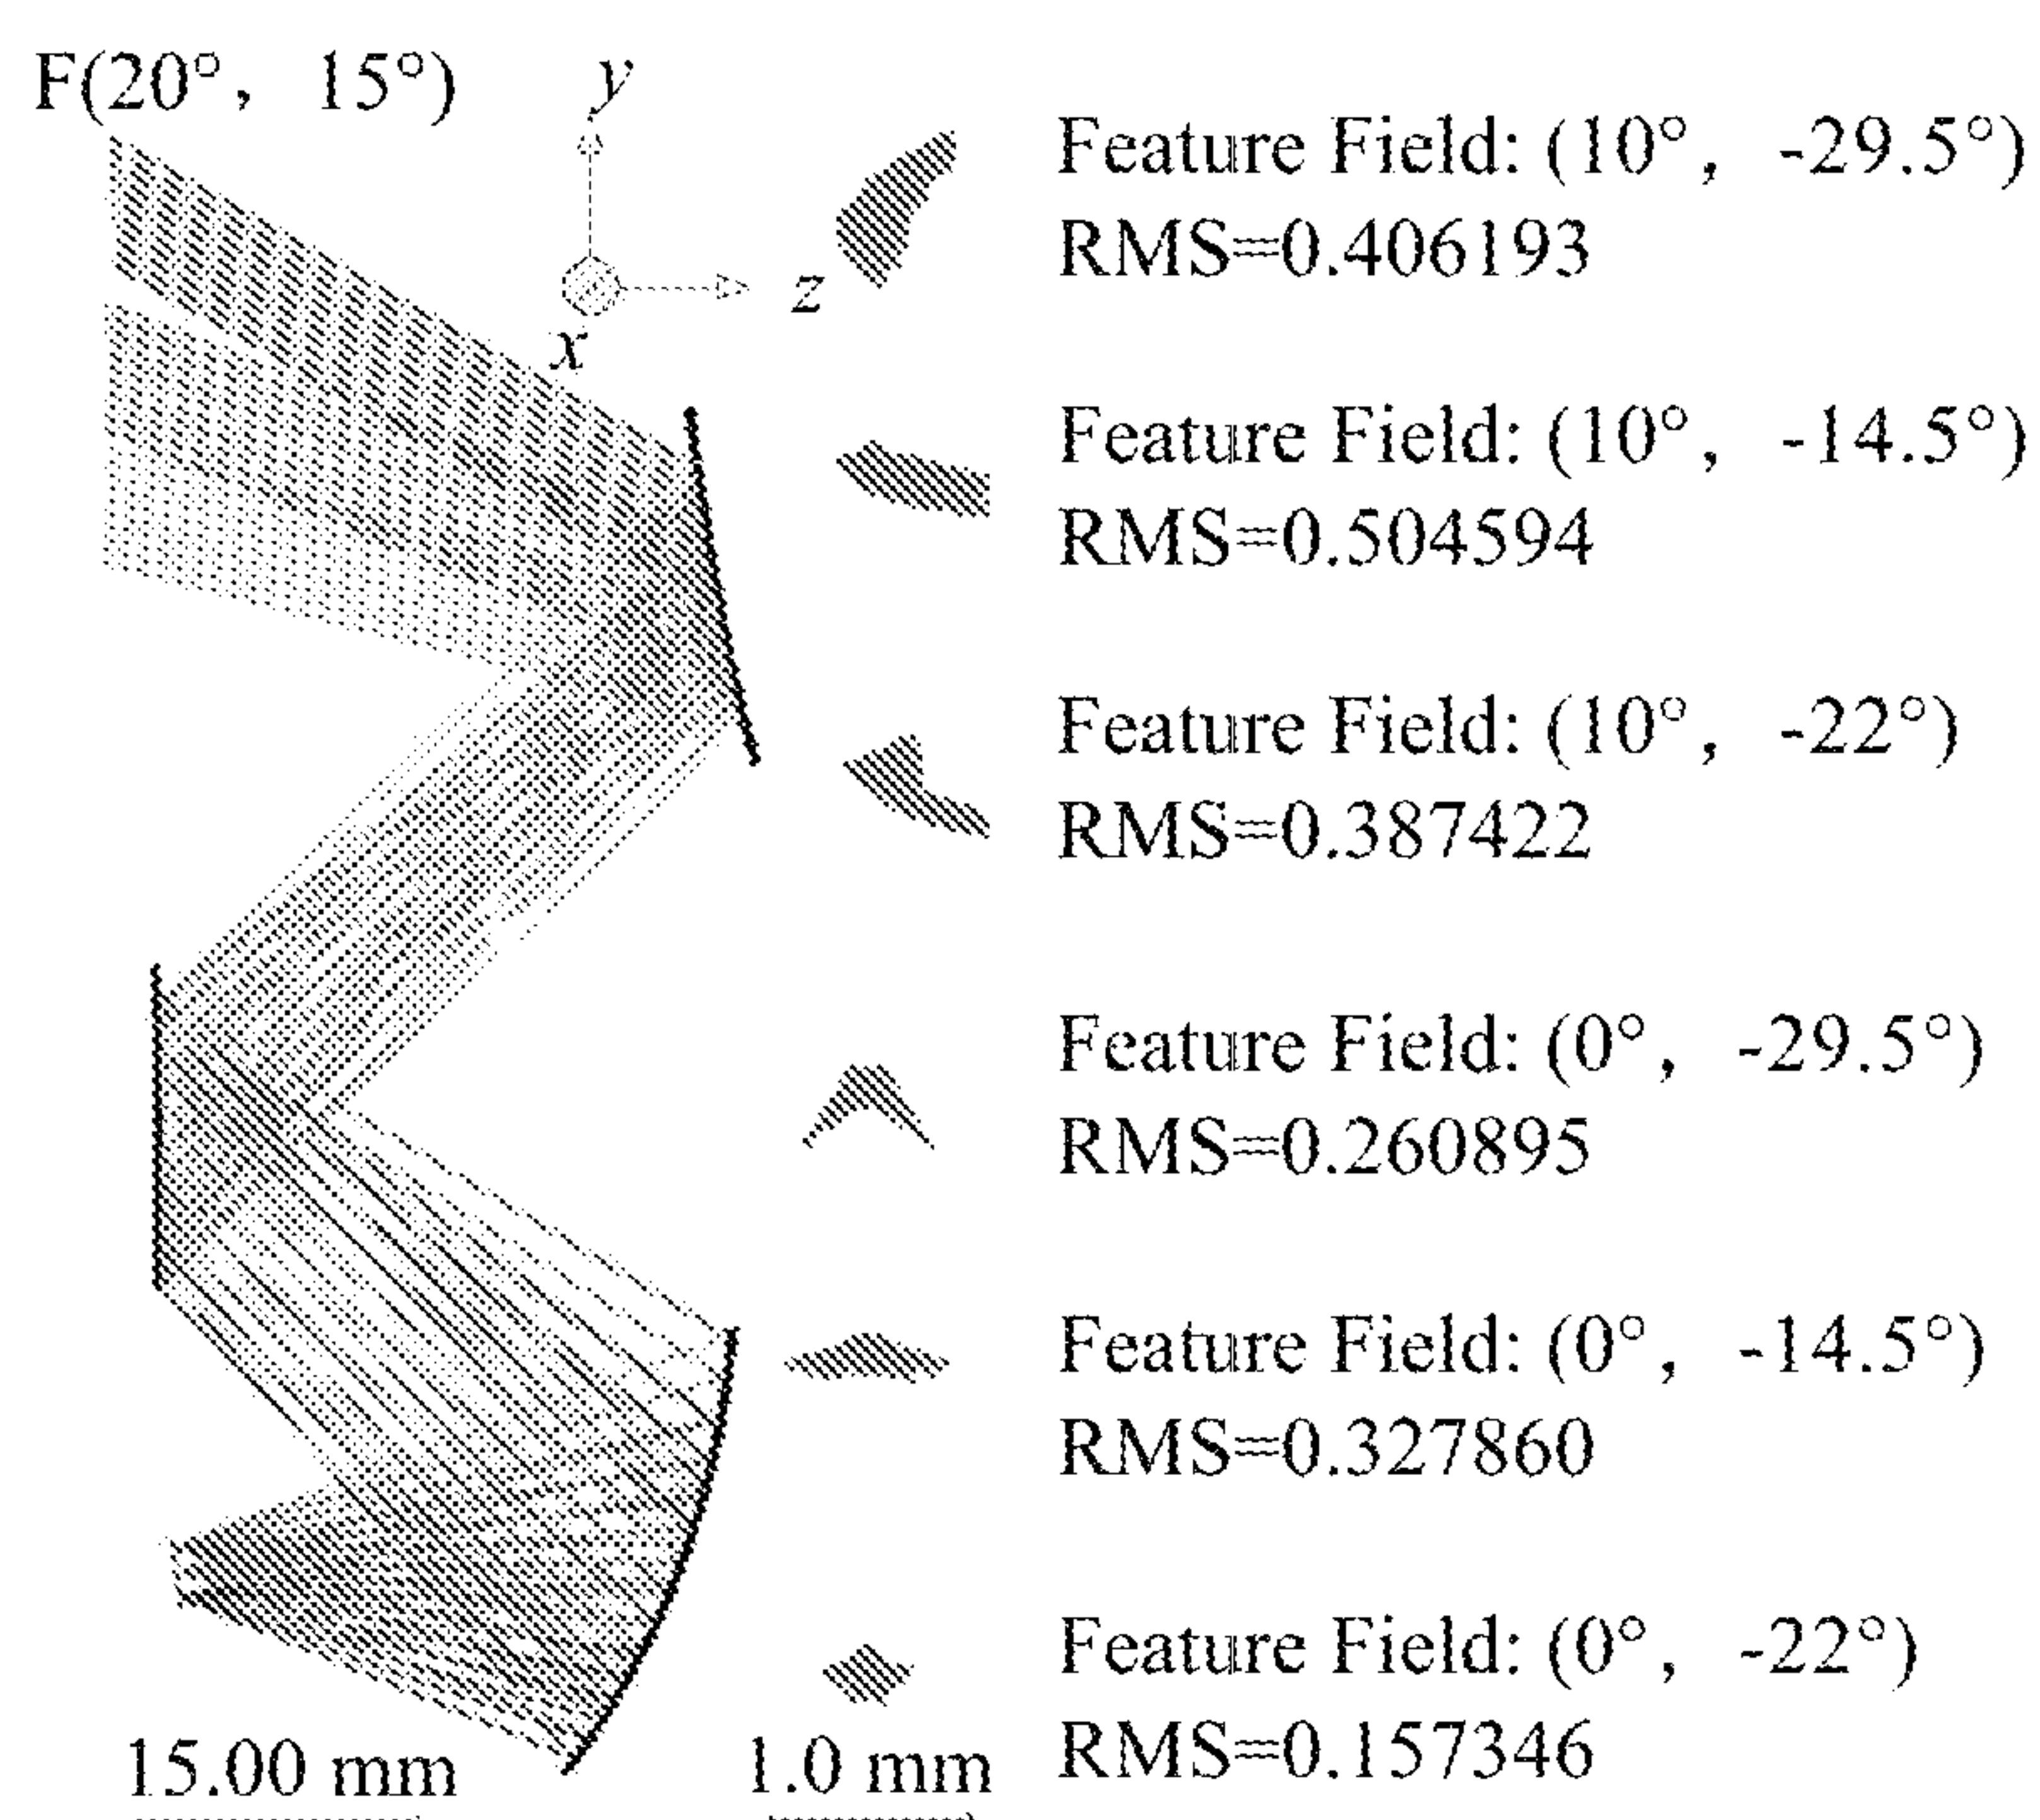 F(20°, 15°)
y
z
x
Feature Field: (10°, -29.5°)
RMS=0.406193
Feature Field: (10°, -14.5°)
RMS=0.504594
Feature Field: (10°, -22°)
RMS=0.387422
Feature Field: (0°, -29.5°)
RMS=0.260895
Feature Field: (0°, -14.5°)
RMS=0.327860
Feature Field: (0°, -22°)
RMS=0.157346
15.00 mm
1.0 mm